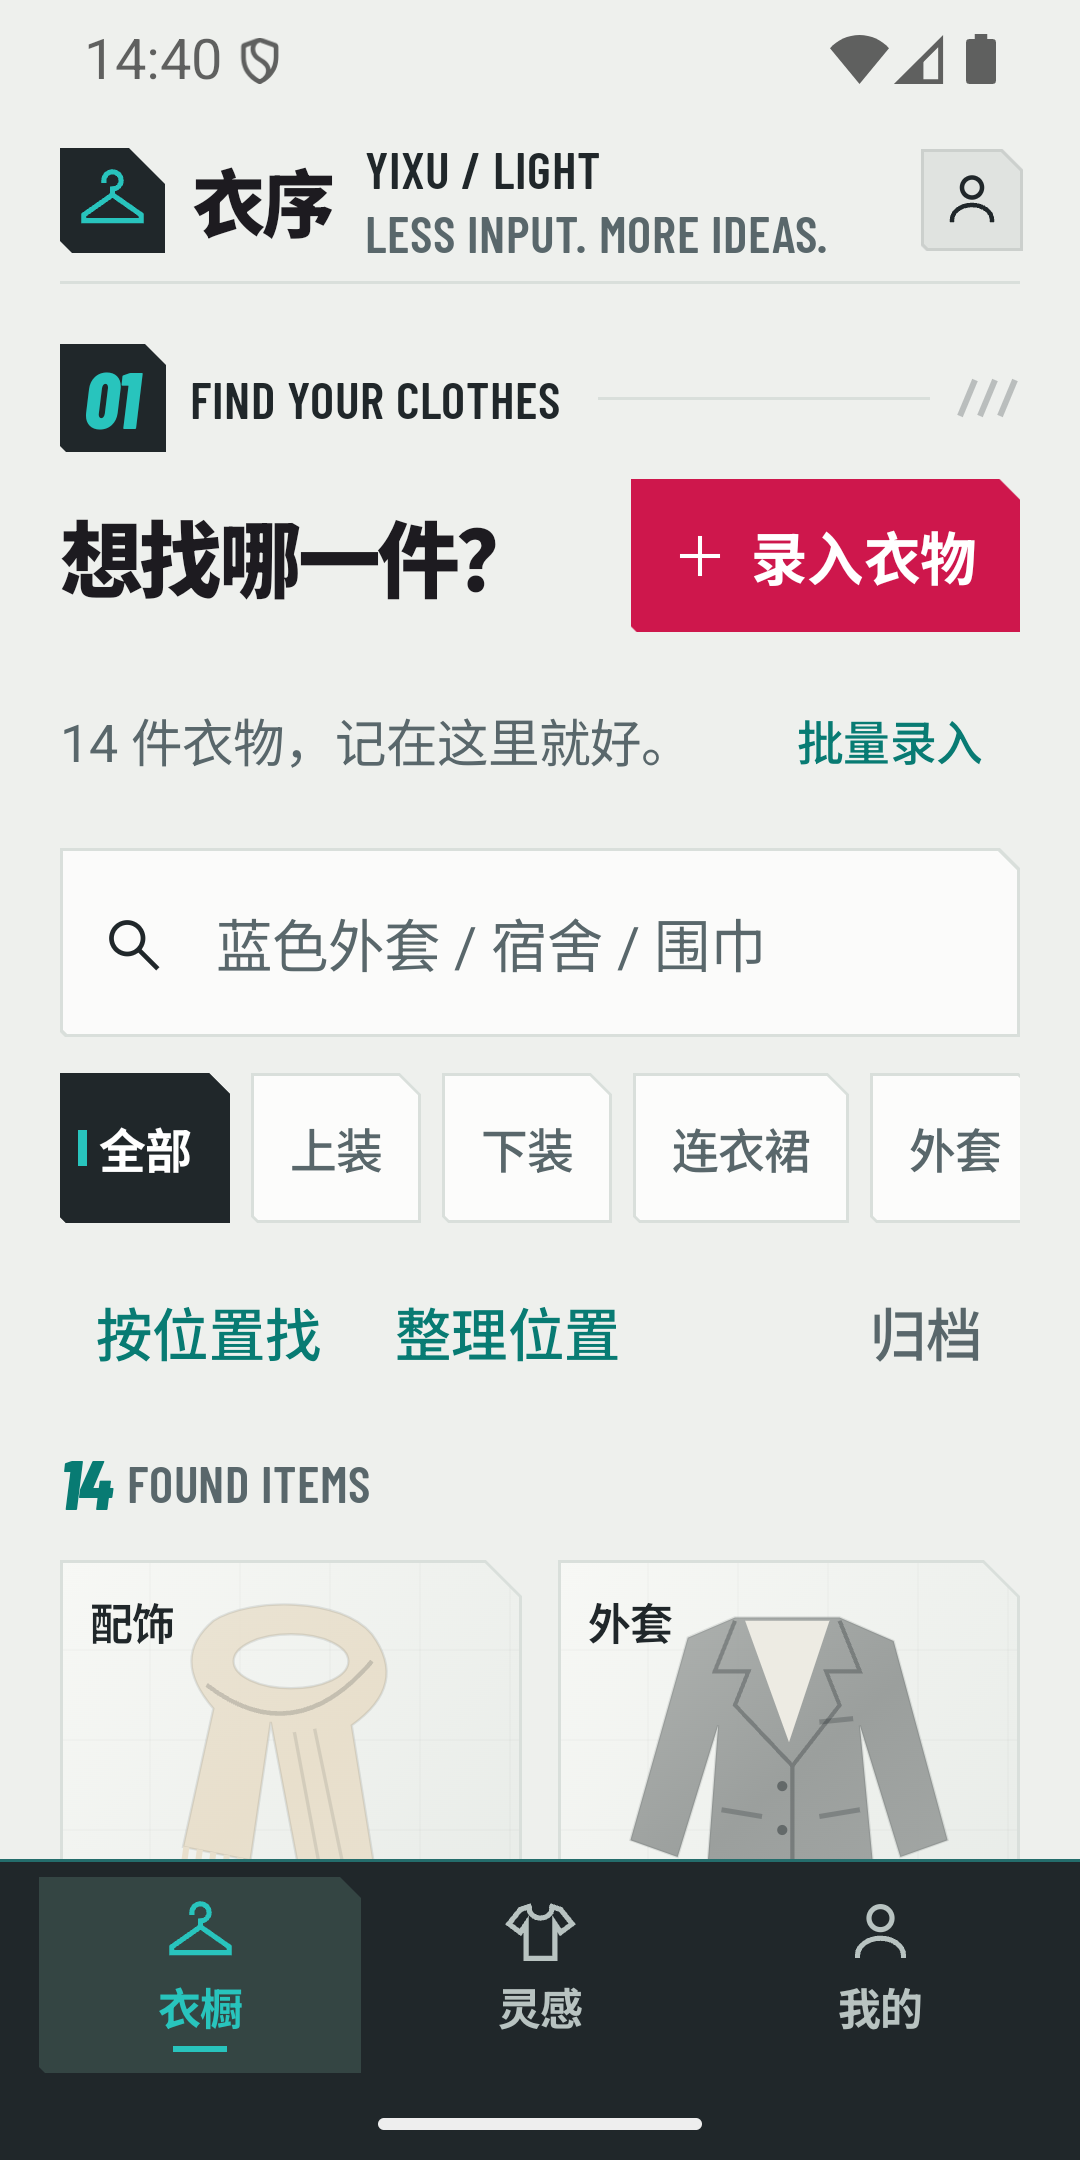 14:40
衣序
YIXU / LIGHT
LESS INPUT. MORE IDEAS.
01 FIND YOUR CLOTHES
想找哪一件?
录入衣物
14 件衣物，记在这里就好。
批量录入
蓝色外套 / 宿舍 / 围巾
全部 上装 下装 连衣裙 外套
按位置找 整理位置 归档
14 FOUND ITEMS
配饰 外套
衣橱 灵感 我的